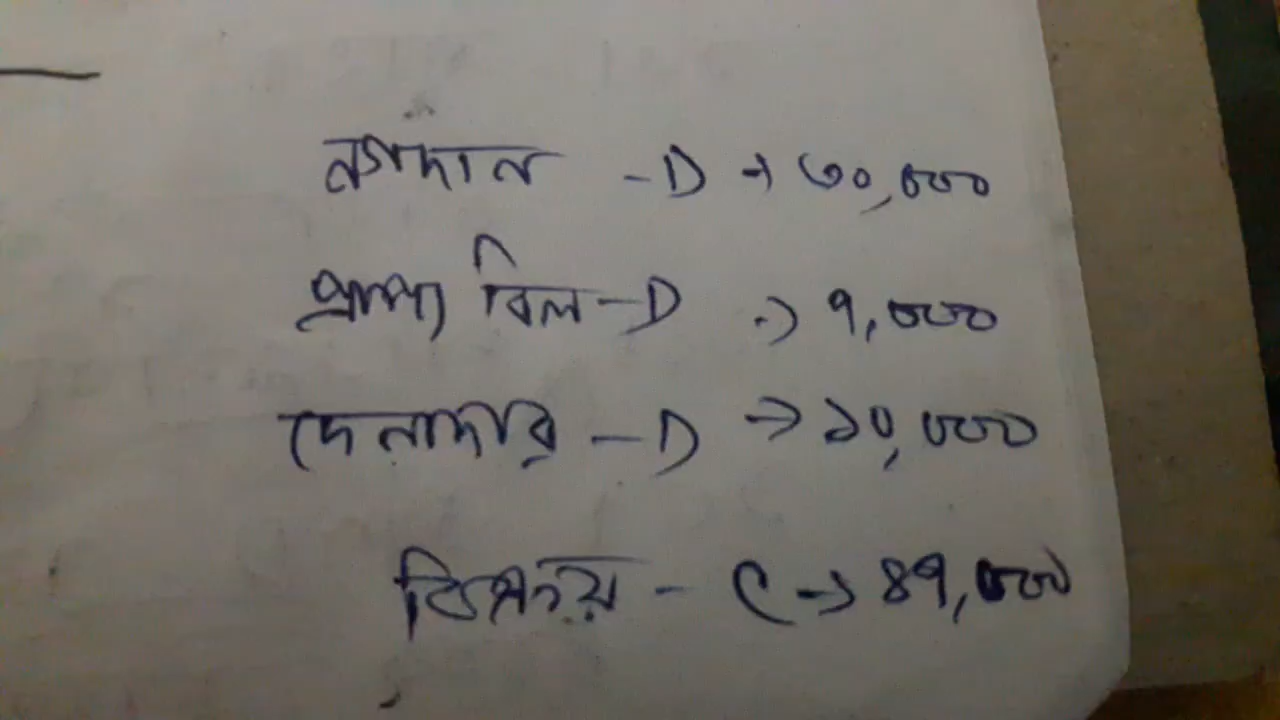 নগদান - D → ৩০,০০০
প্রাপ্য বিল - D → ৭,০০০
দেনাদার - D → ১০,০০০
বিক্রয় - C → ৪৭,০০০